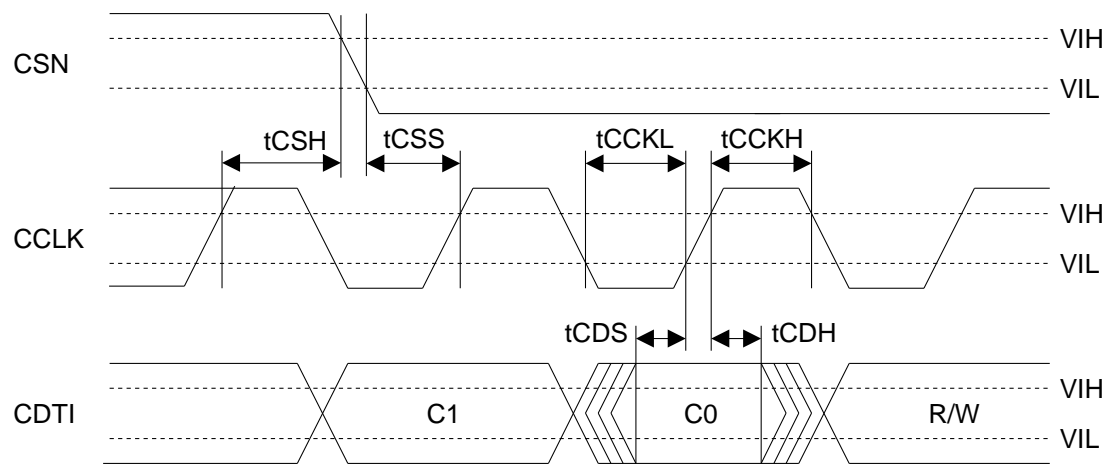 CSN
VIH
VIL
tCSH
tCSS
tCCKL
tCCKH
CCLK
VIH
VIL
tCDS
tCDH
CDTI
C1
C0
R/W
VIH
VIL